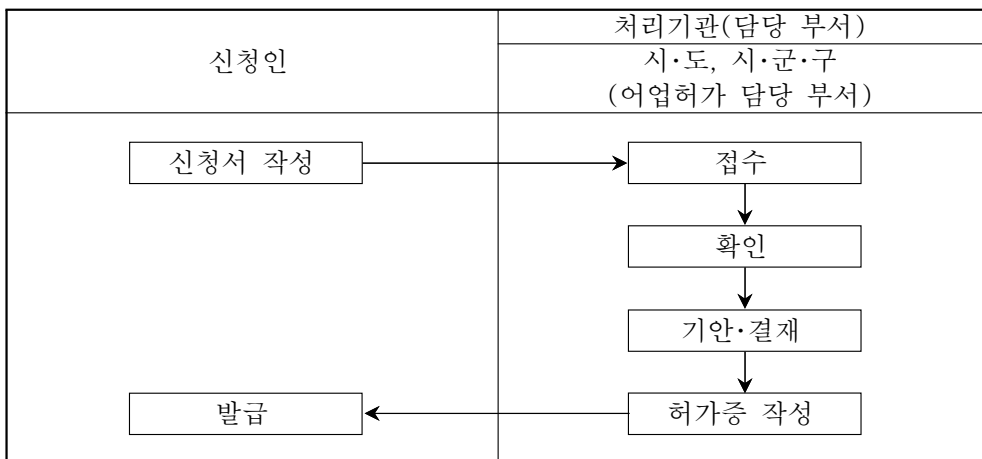 신청인
처리기관(담당 부서)
시·도, 시·군·구
(어업허가 담당 부서)
신청서 작성
접수
확인
기안·결재
허가증 작성
발급